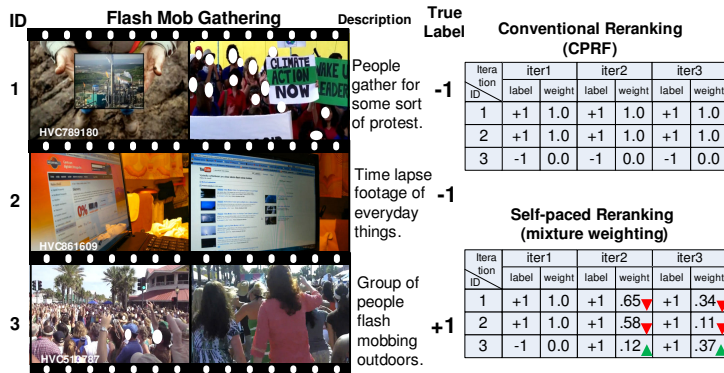 ID
Flash Mob Gathering
Description
True
Label
1
HVC789180
CLIMATE
ACTION
NOW
WAKE U
LEADER
People
gather for
some sort
of protest.
-1
2
0%
HVC861609
Time lapse
footage of
everyday
things.
-1
3
HVC510787
Group of
people
flash
mobbing
outdoors.
+1
Conventional Reranking
(CPRF)
Itera
tion
ID
iter1 iter2 iter3
label weight label weight label weight
1 +1 1.0 +1 1.0 +1 1.0
2 +1 1.0 +1 1.0 +1 1.0
3 -1 0.0 -1 0.0 -1 0.0
Self-paced Reranking
(mixture weighting)
Itera
tion
ID
iter1 iter2 iter3
label weight label weight label weight
1 +1 1.0 +1 .65 +1 .34
2 +1 1.0 +1 .58 +1 .11
3 -1 0.0 +1 .12 +1 .37